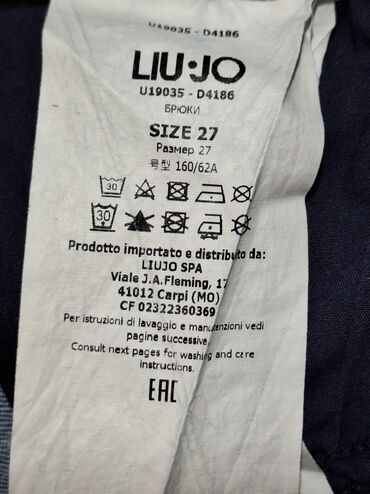 U19035 - D4186
LIU·JO
U19035 - D4186
БРЮКИ
SIZE 27
Размер 27
号型 160/62A
30
30
Prodotto importato e distribuito da:
LIUJO SPA
Viale J.A.Fleming, 17
41012 Carpi (MO)
CF 02322360369
Per istruzioni di lavaggio e manutenzioni vedi
pagine successive.
Consult next pages for washing and care
instructions.
EAC